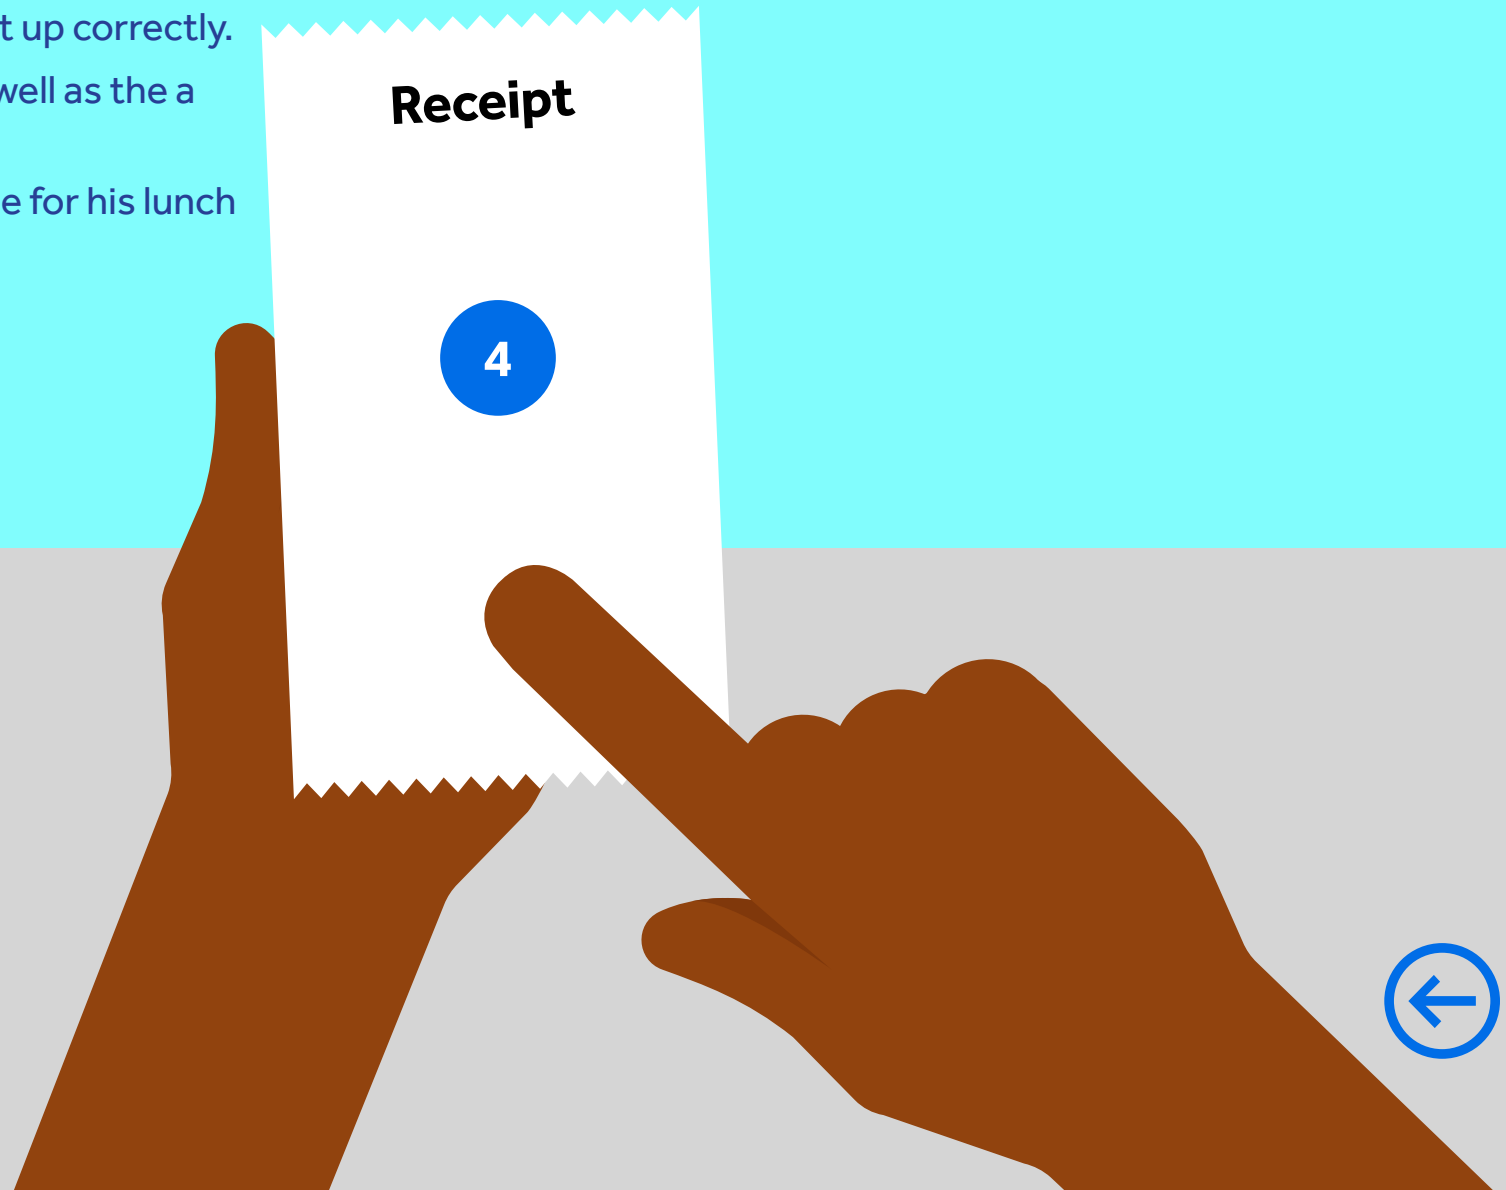 t up correctly.
well as the a
e for his lunch
Receipt
4